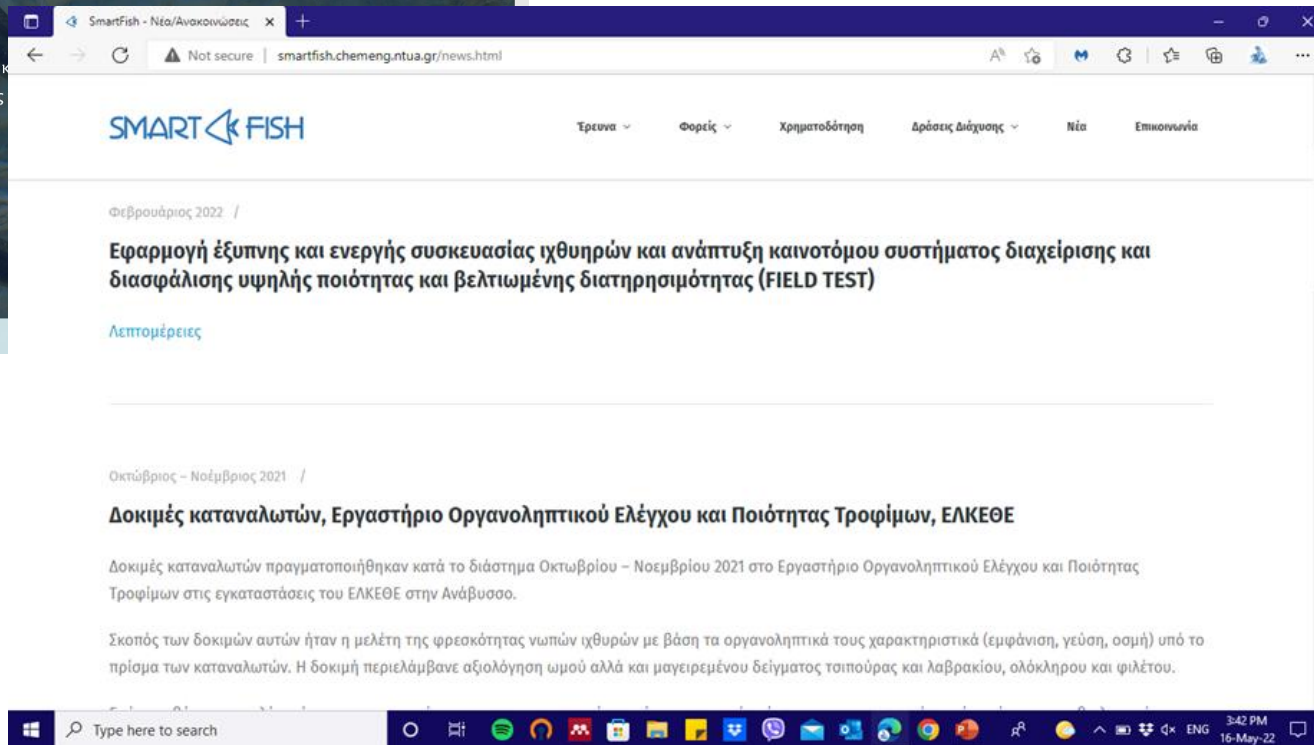 SmartFish - Νέα/Ανακοινώσεις
Not secure | smartfish.chemeng.ntua.gr/news.html
SMART FISH
Έρευνα
Φορείς
Χρηματοδότηση
Δράσεις Διάχυσης
Νέα
Επικοινωνία
Φεβρουάριος 2022 /
Εφαρμογή έξυπνης και ενεργής συσκευασίας ιχθυηρών και ανάπτυξη καινοτόμου συστήματος διαχείρισης και
διασφάλισης υψηλής ποιότητας και βελτιωμένης διατηρησιμότητας (FIELD TEST)
Λεπτομέρειες
Οκτώβριος – Νοέμβριος 2021 /
Δοκιμές καταναλωτών, Εργαστήριο Οργανοληπτικού Ελέγχου και Ποιότητας Τροφίμων, ΕΛΚΕΘΕ
Δοκιμές καταναλωτών πραγματοποιήθηκαν κατά το διάστημα Οκτωβρίου – Νοεμβρίου 2021 στο Εργαστήριο Οργανοληπτικού Ελέγχου και Ποιότητας
Τροφίμων στις εγκαταστάσεις του ΕΛΚΕΘΕ στην Ανάβυσσο.
Σκοπός των δοκιμών αυτών ήταν η μελέτη της φρεσκότητας νωπών ιχθυρών με βάση τα οργανοληπτικά τους χαρακτηριστικά (εμφάνιση, γεύση, οσμή) υπό το
πρίσμα των καταναλωτών. Η δοκιμή περιελάμβανε αξιολόγηση ωμού αλλά και μαγειρεμένου δείγματος τσιπούρας και λαβρακίου, ολόκληρου και φιλέτου.
Type here to search
ENG
3:42 PM
16-May-22